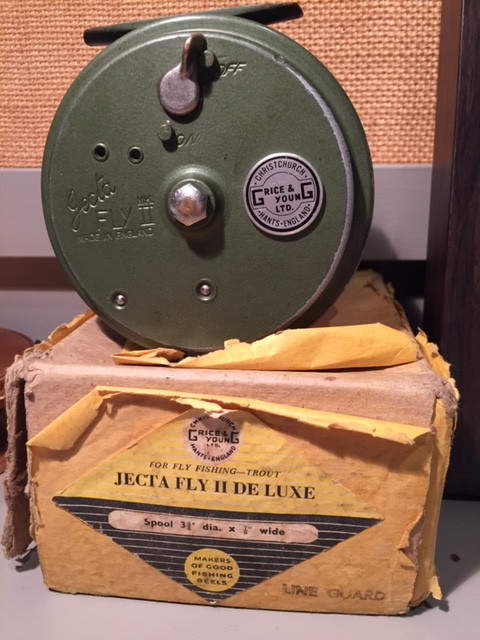 OFF
ON
Jecta
FLY MK. II
MADE IN ENGLAND
CHRISTCHURCH
GRICE & YOUNG
LTD.
HANTS·ENGLAND
CHRISTCHURCH
GRICE & YOUNG
LTD.
HANTS·ENGLAND
FOR FLY FISHING—TROUT
JECTA FLY II DE LUXE
Spool 3¾" dia. x ⅞" wide
MAKERS
OF GOOD
FISHING
REELS
LINE GUARD